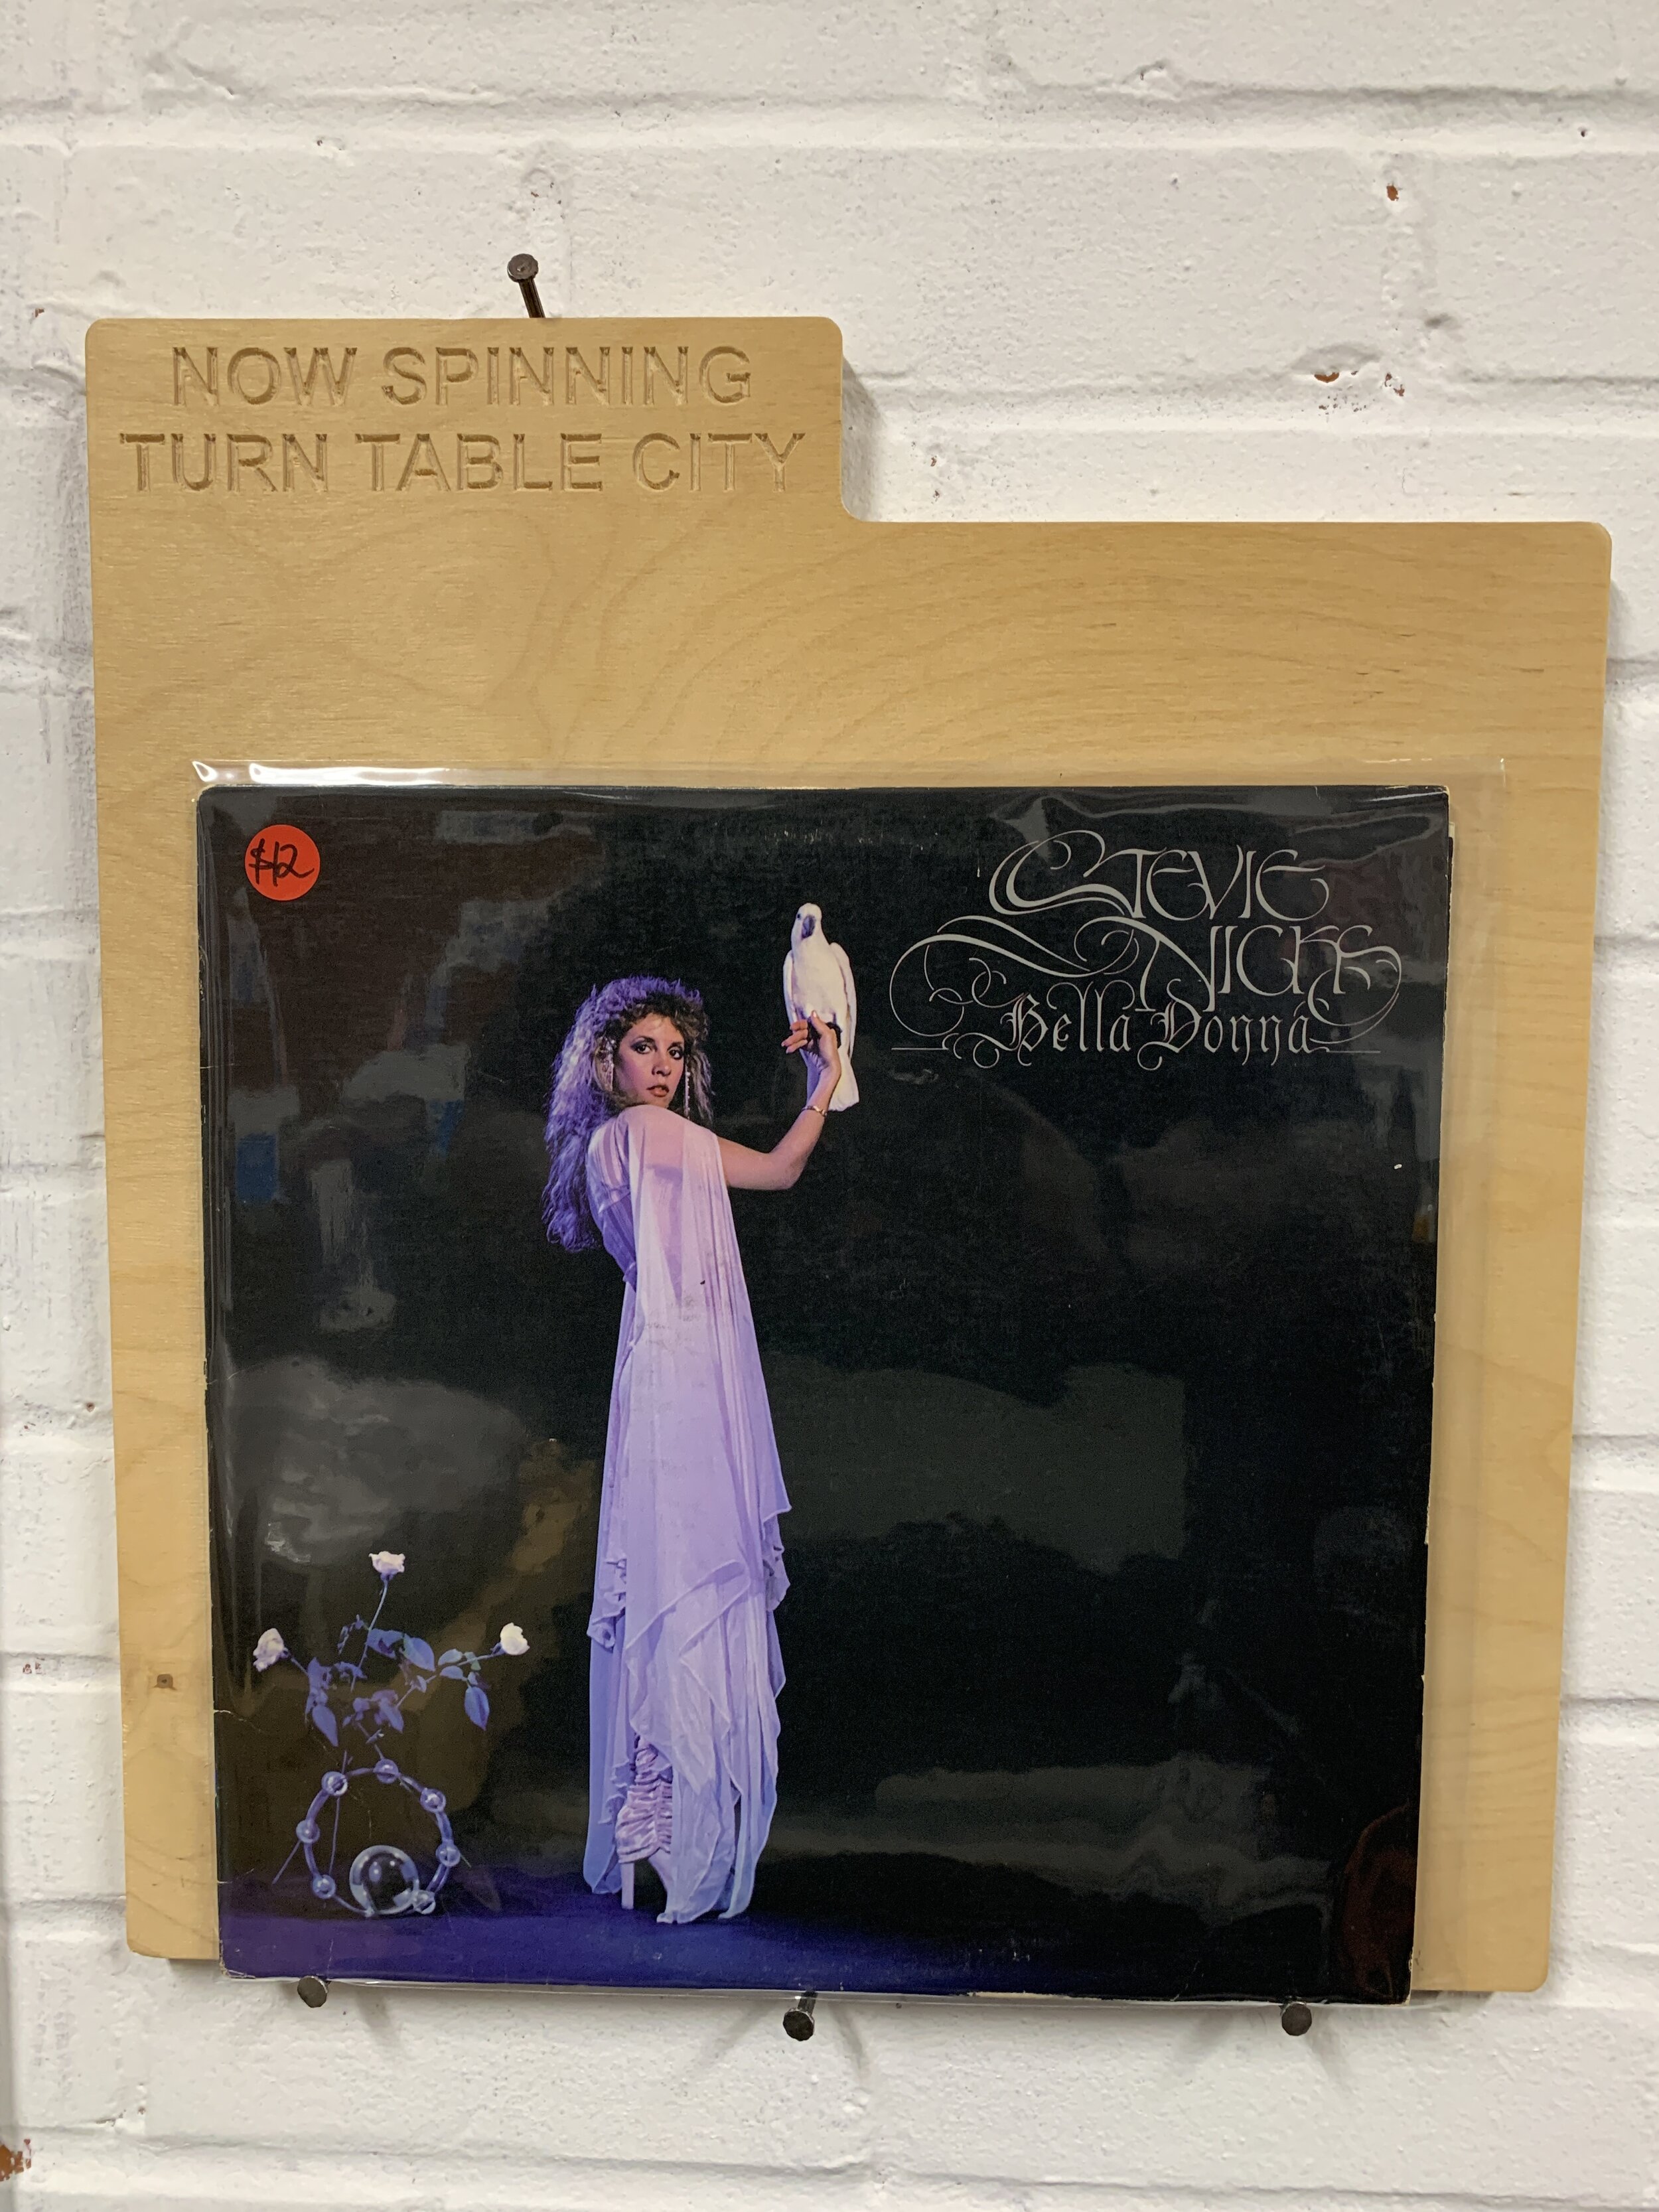 NOW SPINNING
TURN TABLE CITY
$12
STEVIE
NICKS
Bella Donna